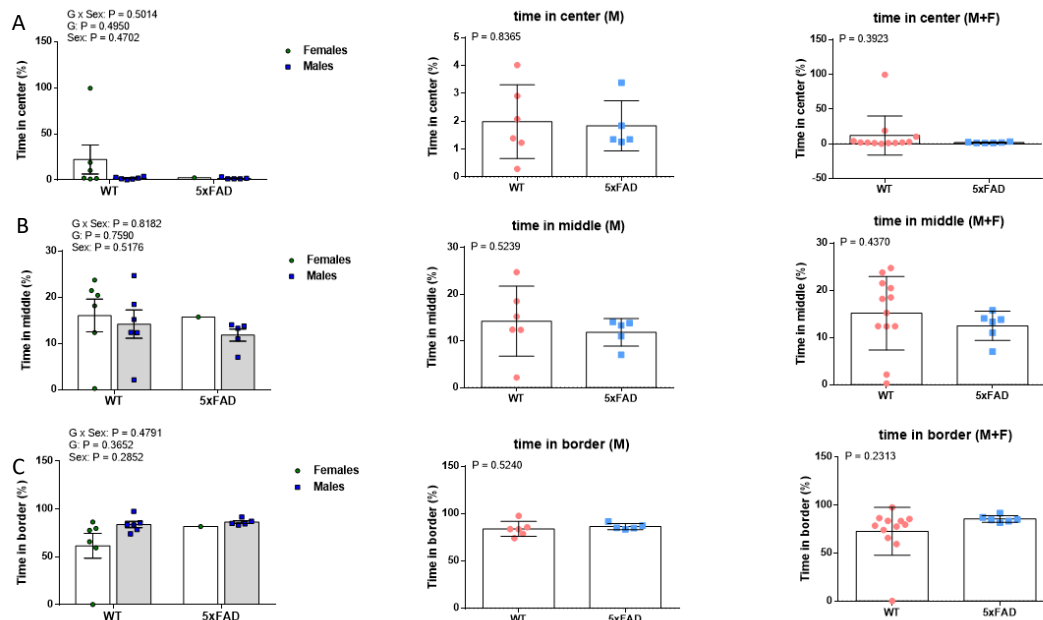 A
G x Sex: P = 0.5014
G: P = 0.4950
Sex: P = 0.4702
Time in center (%)
150
100
50
0
WT
5xFAD
Females
Males
time in center (M)
P = 0.8365
Time in center (%)
5
4
3
2
1
0
WT
5xFAD
time in center (M+F)
P = 0.3923
Time in center (%)
150
100
50
0
-50
WT
5xFAD
B
G x Sex: P = 0.8182
G: P = 0.7590
Sex: P = 0.5176
Time in middle (%)
30
20
10
0
WT
5xFAD
Females
Males
time in middle (M)
P = 0.5239
Time in middle (%)
30
20
10
0
WT
5xFAD
time in middle (M+F)
P = 0.4370
Time in middle (%)
30
20
10
0
WT
5xFAD
C
G x Sex: P = 0.4791
G: P = 0.3652
Sex: P = 0.2852
Time in border (%)
150
100
50
0
WT
5xFAD
Females
Males
time in border (M)
P = 0.5240
Time in border (%)
150
100
50
0
WT
5xFAD
time in border (M+F)
P = 0.2313
Time in border (%)
150
100
50
0
WT
5xFAD